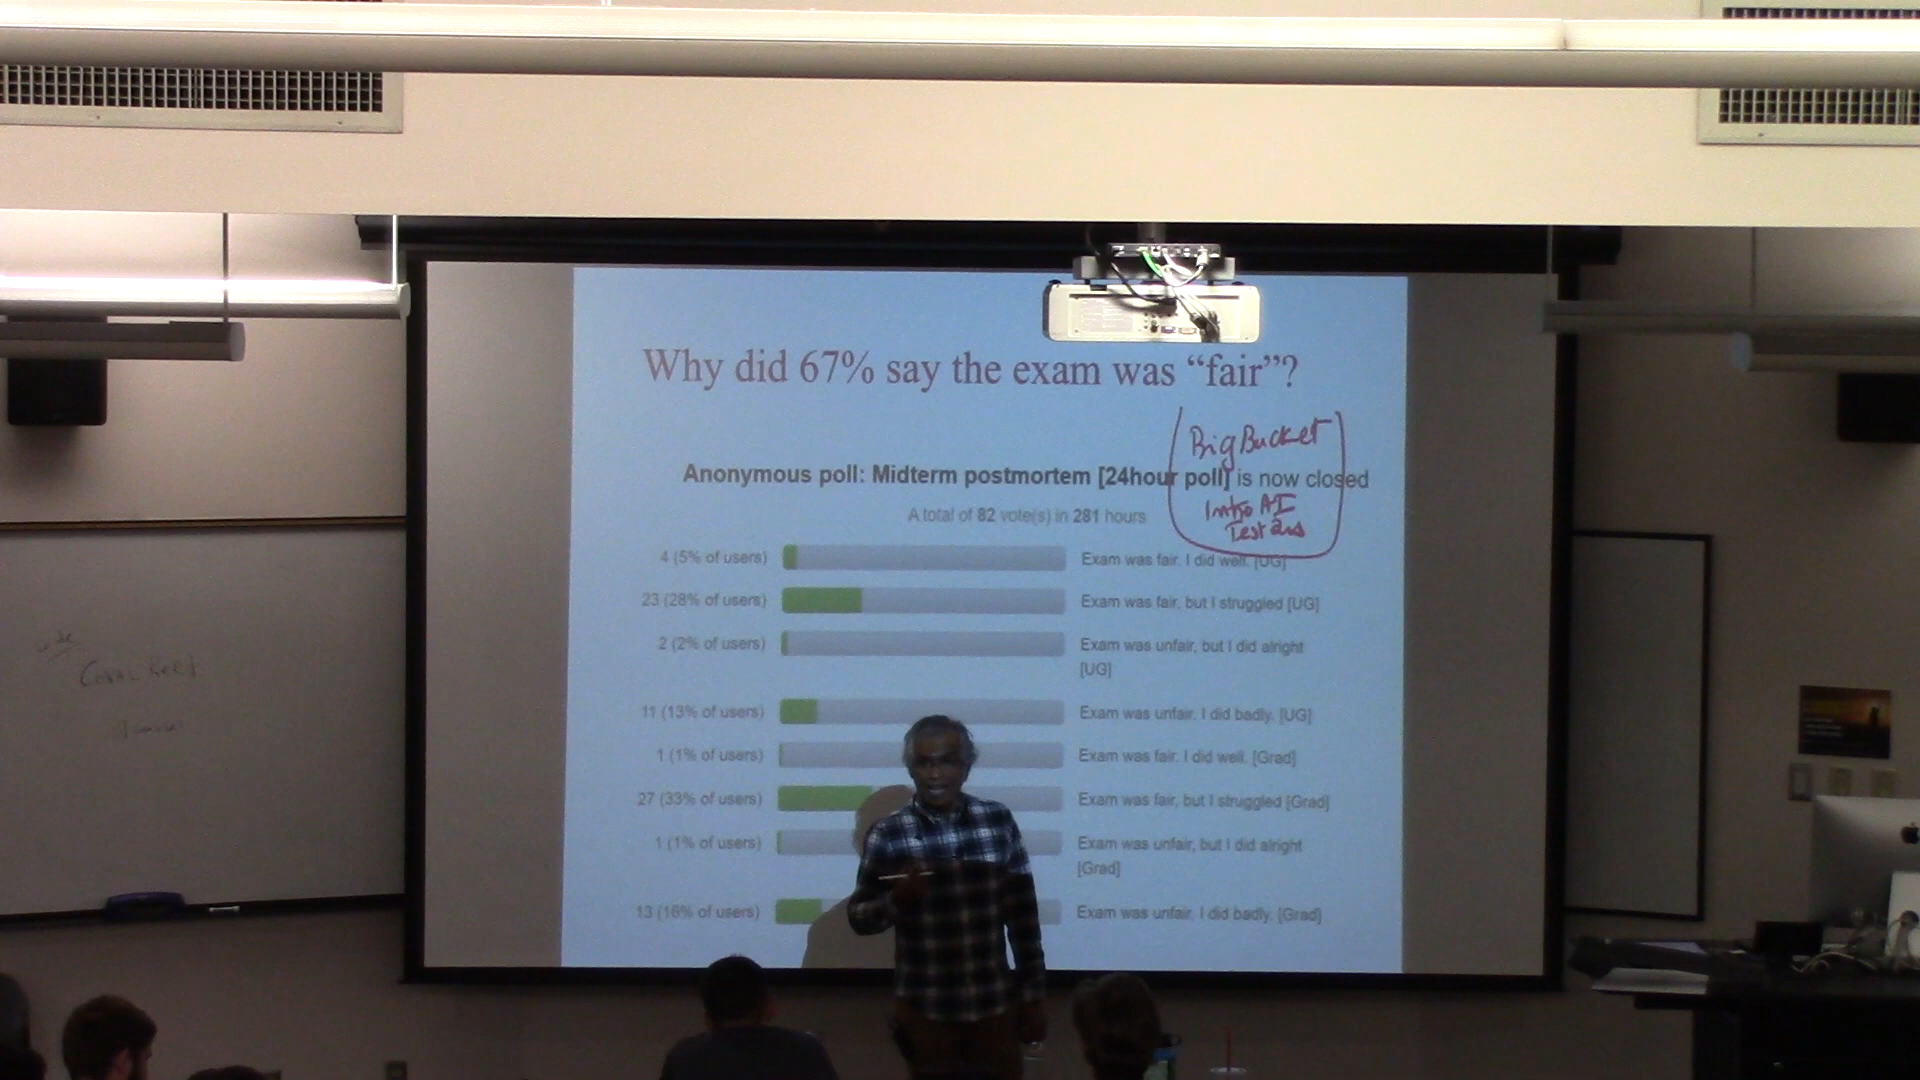 Why did 67% say the exam was “fair”?
Big Bucket
Anonymous poll: Midterm postmortem [24hour poll] is now closed
Intro AI
A total of 82 vote(s) in 281 hours
Test ans
4 (5% of users) Exam was fair. I did well. [UG]
23 (28% of users) Exam was fair, but I struggled [UG]
2 (2% of users) Exam was unfair, but I did alright
[UG]
11 (13% of users) Exam was unfair. I did badly. [UG]
1 (1% of users) Exam was fair. I did well. [Grad]
27 (33% of users) Exam was fair, but I struggled [Grad]
1 (1% of users) Exam was unfair, but I did alright
[Grad]
13 (16% of users) Exam was unfair, I did badly. [Grad]
Coral Reef